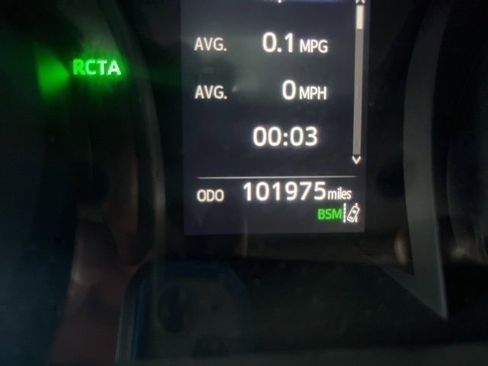 RCTA
AVG. 0.1 MPG
AVG. 0 MPH
00:03
ODO 101975 miles
BSM